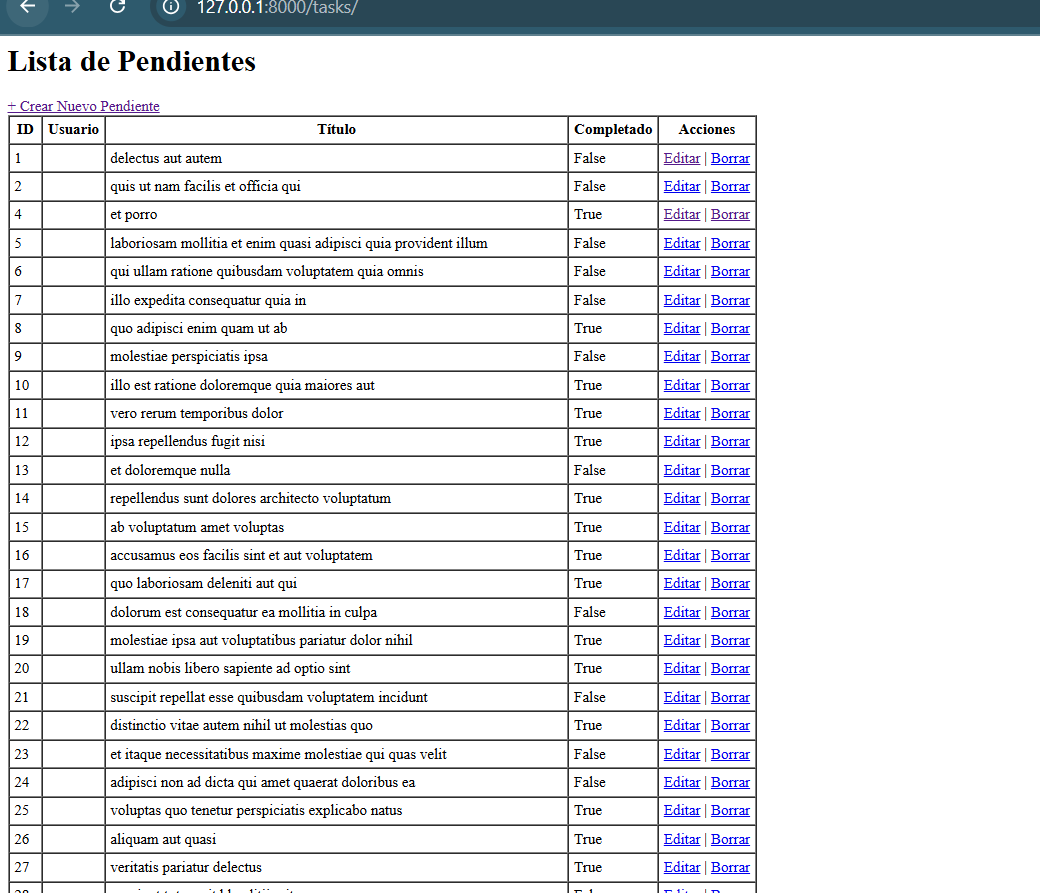 127.0.0.1:8000/tasks/
Lista de Pendientes
+ Crear Nuevo Pendiente
ID Usuario Título Completado Acciones
1 delectus aut autem False Editar | Borrar
2 quis ut nam facilis et officia qui False Editar | Borrar
4 et porro True Editar | Borrar
5 laboriosam mollitia et enim quasi adipisci quia provident illum False Editar | Borrar
6 qui ullam ratione quibusdam voluptatem quia omnis False Editar | Borrar
7 illo expedita consequatur quia in False Editar | Borrar
8 quo adipisci enim quam ut ab True Editar | Borrar
9 molestiae perspiciatis ipsa False Editar | Borrar
10 illo est ratione doloremque quia maiores aut True Editar | Borrar
11 vero rerum temporibus dolor True Editar | Borrar
12 ipsa repellendus fugit nisi True Editar | Borrar
13 et doloremque nulla False Editar | Borrar
14 repellendus sunt dolores architecto voluptatum True Editar | Borrar
15 ab voluptatum amet voluptas True Editar | Borrar
16 accusamus eos facilis sint et aut voluptatem True Editar | Borrar
17 quo laboriosam deleniti aut qui True Editar | Borrar
18 dolorum est consequatur ea mollitia in culpa False Editar | Borrar
19 molestiae ipsa aut voluptatibus pariatur dolor nihil True Editar | Borrar
20 ullam nobis libero sapiente ad optio sint True Editar | Borrar
21 suscipit repellat esse quibusdam voluptatem incidunt False Editar | Borrar
22 distinctio vitae autem nihil ut molestias quo True Editar | Borrar
23 et itaque necessitatibus maxime molestiae qui quas velit False Editar | Borrar
24 adipisci non ad dicta qui amet quaerat doloribus ea False Editar | Borrar
25 voluptas quo tenetur perspiciatis explicabo natus True Editar | Borrar
26 aliquam aut quasi True Editar | Borrar
27 veritatis pariatur delectus True Editar | Borrar